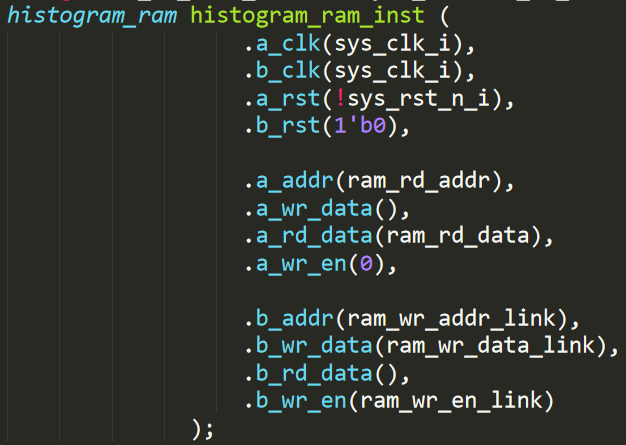 histogram_ram histogram_ram_inst (
.a_clk(sys_clk_i),
.b_clk(sys_clk_i),
.a_rst(!sys_rst_n_i),
.b_rst(1'b0),
.a_addr(ram_rd_addr),
.a_wr_data(),
.a_rd_data(ram_rd_data),
.a_wr_en(0),
.b_addr(ram_wr_addr_link),
.b_wr_data(ram_wr_data_link),
.b_rd_data(),
.b_wr_en(ram_wr_en_link)
);